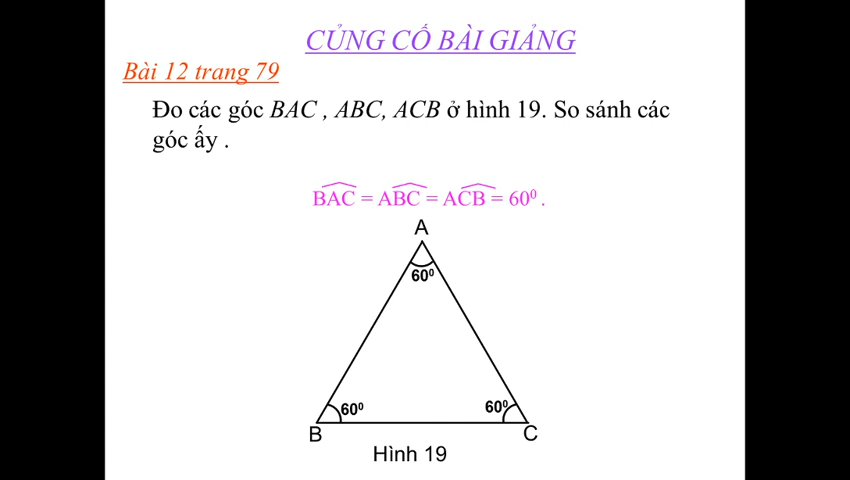 CỦNG CỐ BÀI GIẢNG
Bài 12 trang 79
Đo các góc BAC , ABC, ACB ở hình 19. So sánh các
góc ấy .
BAC = ABC = ACB = 60⁰ .
A
60⁰
60⁰
60⁰
B
C
Hình 19